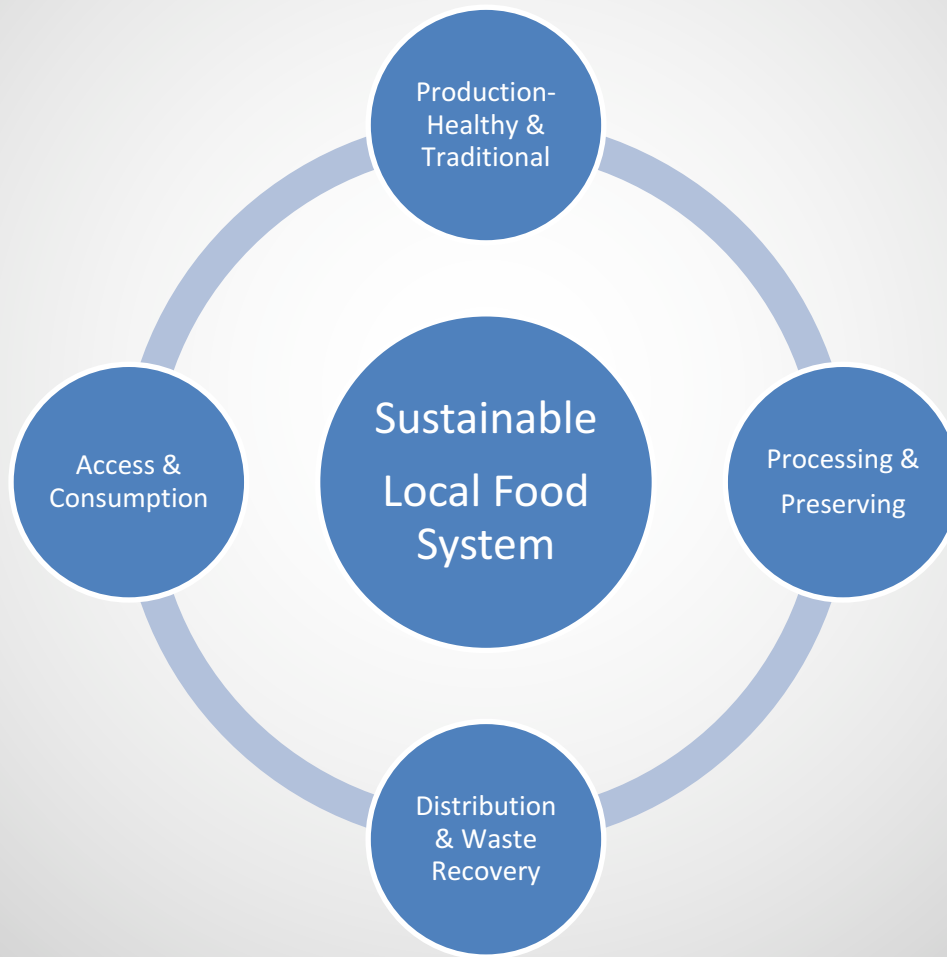 Production-
Healthy &
Traditional
Sustainable
Local Food
System
Access &
Consumption
Processing &
Preserving
Distribution
& Waste
Recovery